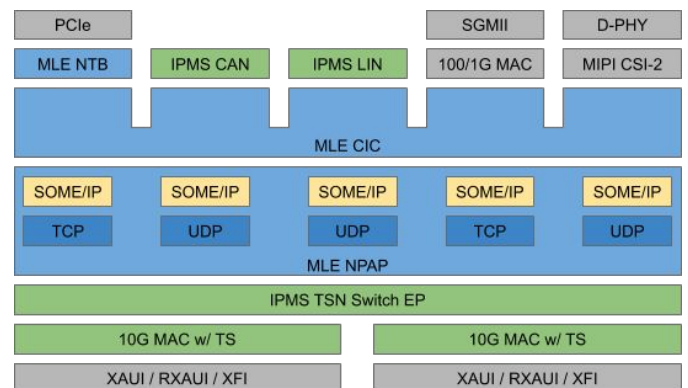 PCIe SGMII D-PHY
MLE NTB IPMS CAN IPMS LIN 100/1G MAC MIPI CSI-2
MLE CIC
SOME/IP SOME/IP SOME/IP SOME/IP SOME/IP
TCP UDP UDP TCP UDP
MLE NPAP
IPMS TSN Switch EP
10G MAC w/ TS 10G MAC w/ TS
XAUI / RXAUI / XFI XAUI / RXAUI / XFI